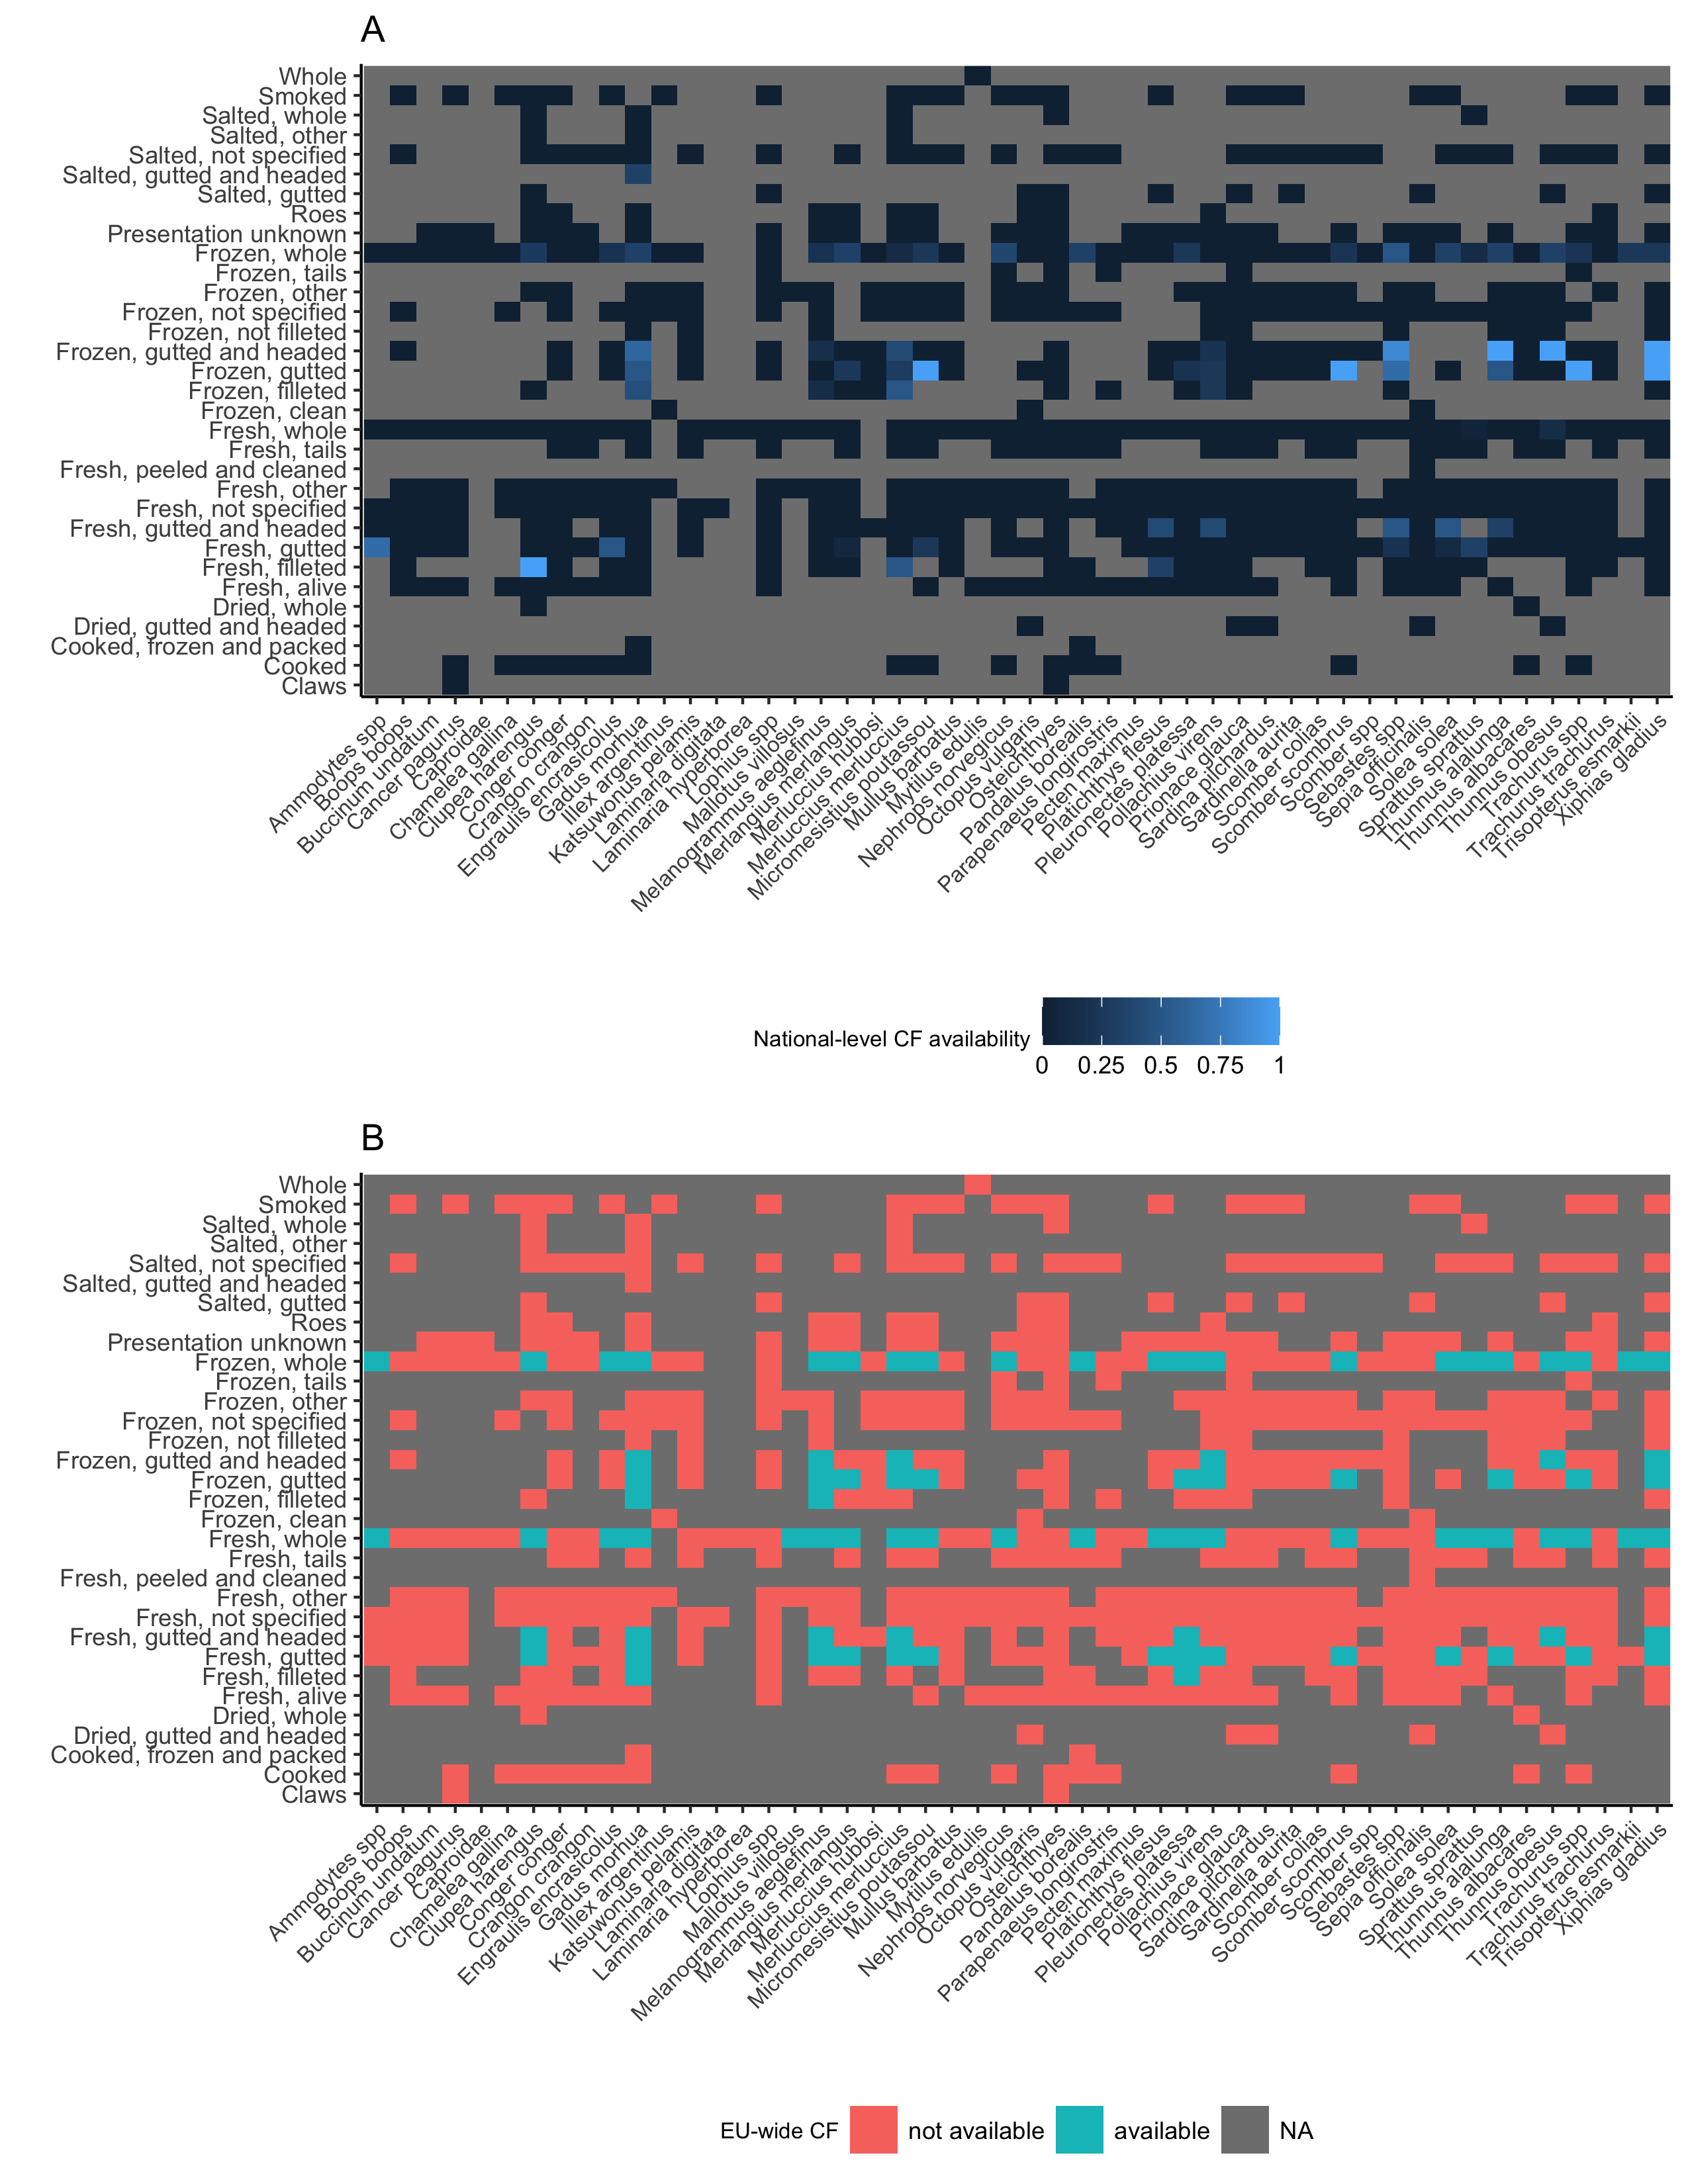 A
Whole
Smoked
Salted, whole
Salted, other
Salted, not specified
Salted, gutted and headed
Salted, gutted
Roes
Presentation unknown
Frozen, whole
Frozen, tails
Frozen, other
Frozen, not specified
Frozen, not filleted
Frozen, gutted and headed
Frozen, gutted
Frozen, filleted
Frozen, clean
Fresh, whole
Fresh, tails
Fresh, peeled and cleaned
Fresh, other
Fresh, not specified
Fresh, gutted and headed
Fresh, gutted
Fresh, filleted
Fresh, alive
Dried, whole
Dried, gutted and headed
Cooked, frozen and packed
Cooked
Claws
Ammodytes spp
Boops boops
Buccinum undatum
Cancer pagurus
Caproidae
Chamelea gallina
Clupea harengus
Conger conger
Crangon crangon
Engraulis encrasicolus
Gadus morhua
Illex argentinus
Katsuwonus pelamis
Laminaria digitata
Laminaria hyperborea
Lophius spp
Mallotus villosus
Melanogrammus aeglefinus
Merlangius merlangus
Merluccius hubbsi
Merluccius merluccius
Micromesistius poutassou
Mullus barbatus
Mytilus edulis
Nephrops norvegicus
Octopus vulgaris
Osteichthyes
Pandalus borealis
Parapenaeus longirostris
Pecten maximus
Platichthys flesus
Pleuronectes platessa
Pollachius virens
Prionace glauca
Sardina pilchardus
Sardinella aurita
Scomber colias
Scomber scombrus
Scomber spp
Sebastes spp
Sepia officinalis
Solea solea
Sprattus sprattus
Thunnus alalunga
Thunnus albacares
Thunnus obesus
Trachurus spp
Trachurus trachurus
Trisopterus esmarkii
Xiphias gladius
National-level CF availability
0 0.25 0.5 0.75 1
B
Whole
Smoked
Salted, whole
Salted, other
Salted, not specified
Salted, gutted and headed
Salted, gutted
Roes
Presentation unknown
Frozen, whole
Frozen, tails
Frozen, other
Frozen, not specified
Frozen, not filleted
Frozen, gutted and headed
Frozen, gutted
Frozen, filleted
Frozen, clean
Fresh, whole
Fresh, tails
Fresh, peeled and cleaned
Fresh, other
Fresh, not specified
Fresh, gutted and headed
Fresh, gutted
Fresh, filleted
Fresh, alive
Dried, whole
Dried, gutted and headed
Cooked, frozen and packed
Cooked
Claws
Ammodytes spp
Boops boops
Buccinum undatum
Cancer pagurus
Caproidae
Chamelea gallina
Clupea harengus
Conger conger
Crangon crangon
Engraulis encrasicolus
Gadus morhua
Illex argentinus
Katsuwonus pelamis
Laminaria digitata
Laminaria hyperborea
Lophius spp
Mallotus villosus
Melanogrammus aeglefinus
Merlangius merlangus
Merluccius hubbsi
Merluccius merluccius
Micromesistius poutassou
Mullus barbatus
Mytilus edulis
Nephrops norvegicus
Octopus vulgaris
Osteichthyes
Pandalus borealis
Parapenaeus longirostris
Pecten maximus
Platichthys flesus
Pleuronectes platessa
Pollachius virens
Prionace glauca
Sardina pilchardus
Sardinella aurita
Scomber colias
Scomber scombrus
Scomber spp
Sebastes spp
Sepia officinalis
Solea solea
Sprattus sprattus
Thunnus alalunga
Thunnus albacares
Thunnus obesus
Trachurus spp
Trachurus trachurus
Trisopterus esmarkii
Xiphias gladius
EU-wide CF not available available NA